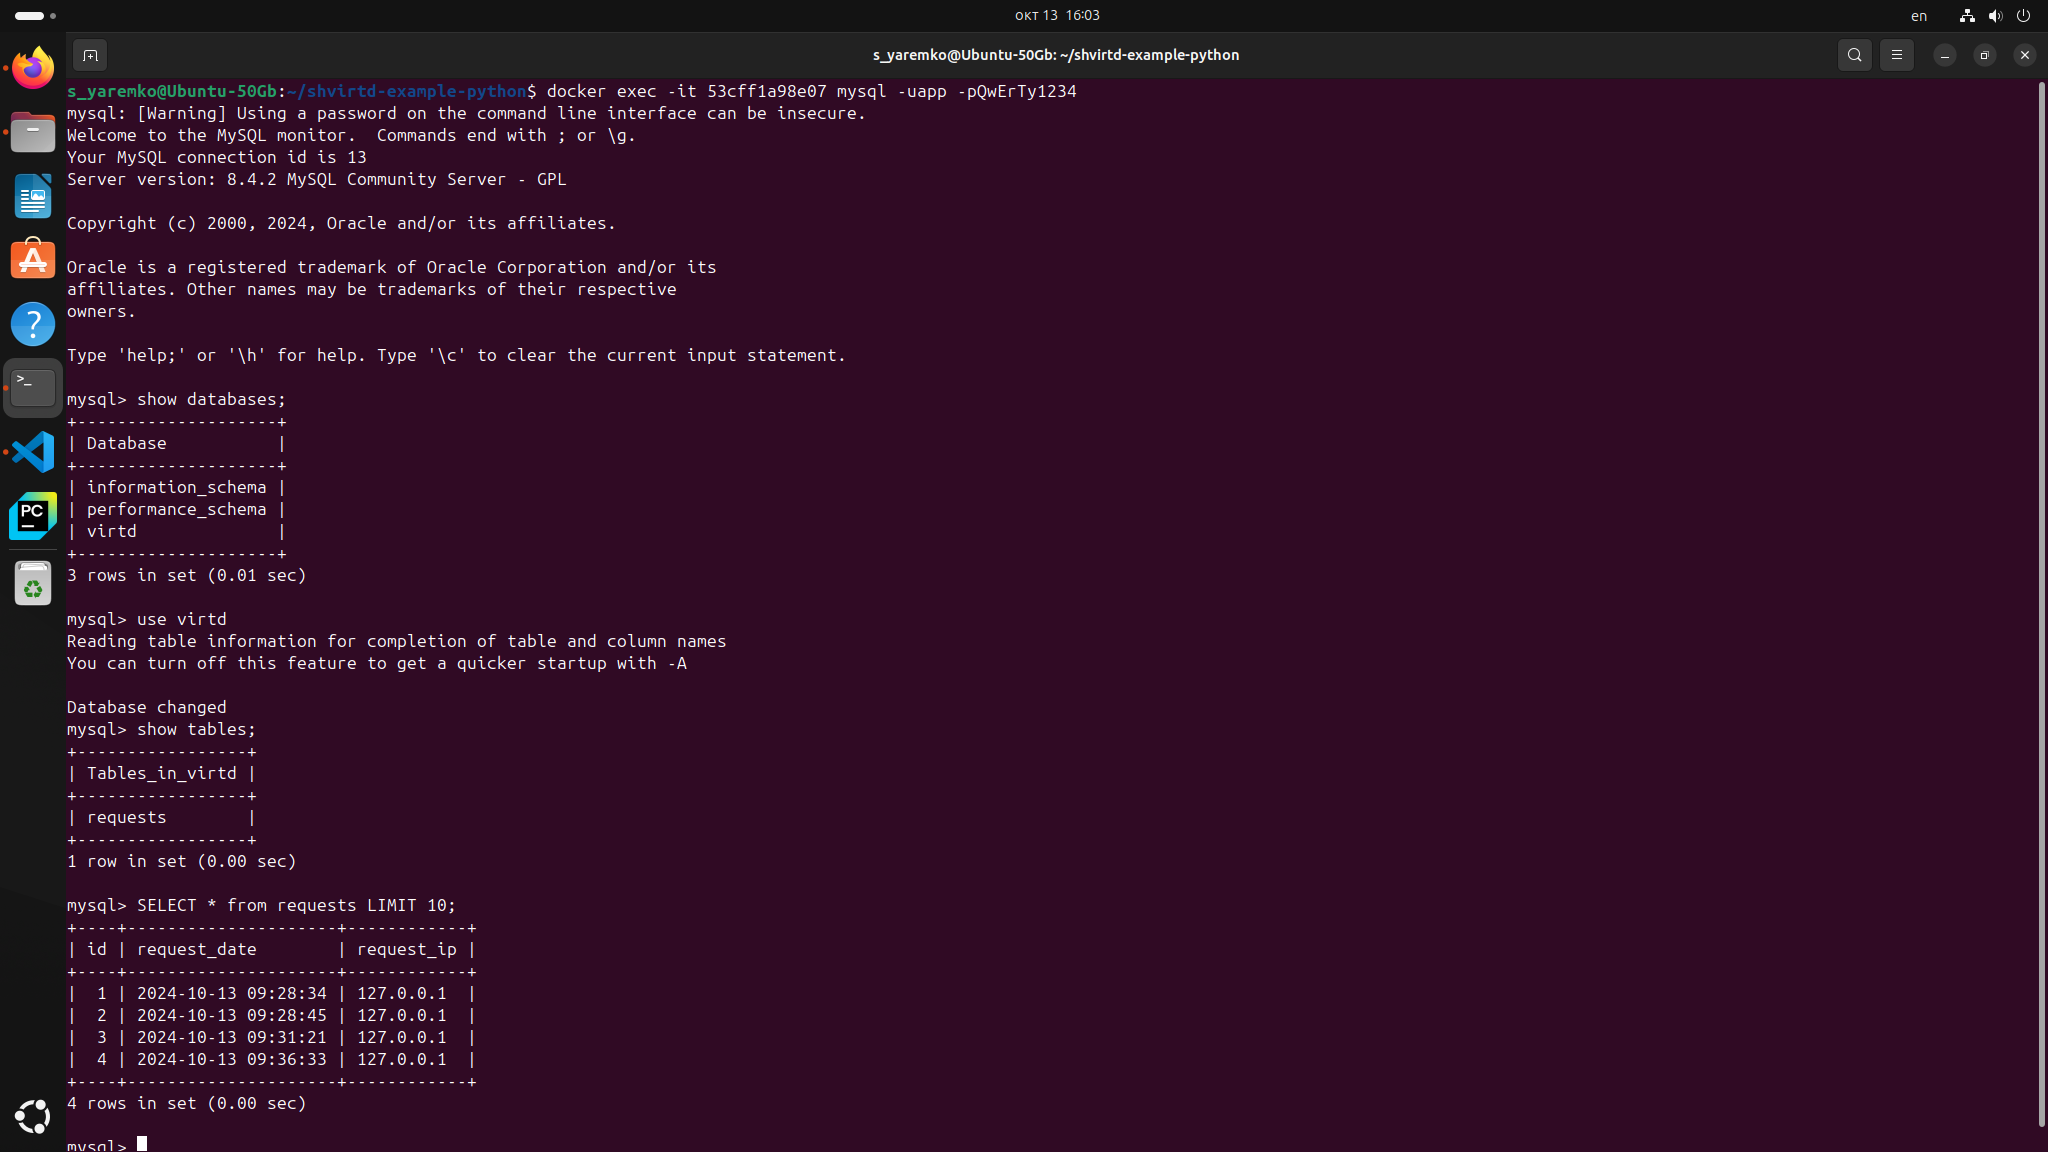 окт 13 16:03
en
s_yaremko@Ubuntu-50Gb: ~/shvirtd-example-python
s_yaremko@Ubuntu-50Gb:~/shvirtd-example-python$ docker exec -it 53cff1a98e07 mysql -uapp -pQwErTy1234
mysql: [Warning] Using a password on the command line interface can be insecure.
Welcome to the MySQL monitor.  Commands end with ; or \g.
Your MySQL connection id is 13
Server version: 8.4.2 MySQL Community Server - GPL
Copyright (c) 2000, 2024, Oracle and/or its affiliates.
Oracle is a registered trademark of Oracle Corporation and/or its
affiliates. Other names may be trademarks of their respective
owners.
Type 'help;' or '\h' for help. Type '\c' to clear the current input statement.
mysql> show databases;
+--------------------+
| Database           |
+--------------------+
| information_schema |
| performance_schema |
| virtd              |
+--------------------+
3 rows in set (0.01 sec)
mysql> use virtd
Reading table information for completion of table and column names
You can turn off this feature to get a quicker startup with -A
Database changed
mysql> show tables;
+-----------------+
| Tables_in_virtd |
+-----------------+
| requests        |
+-----------------+
1 row in set (0.00 sec)
mysql> SELECT * from requests LIMIT 10;
+----+---------------------+------------+
| id | request_date        | request_ip |
+----+---------------------+------------+
|  1 | 2024-10-13 09:28:34 | 127.0.0.1  |
|  2 | 2024-10-13 09:28:45 | 127.0.0.1  |
|  3 | 2024-10-13 09:31:21 | 127.0.0.1  |
|  4 | 2024-10-13 09:36:33 | 127.0.0.1  |
+----+---------------------+------------+
4 rows in set (0.00 sec)
mysql>
PC